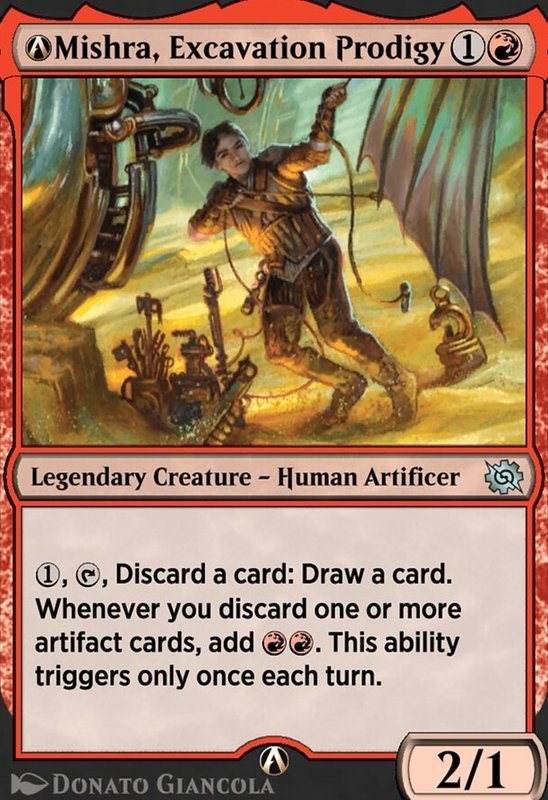 Mishra, Excavation Prodigy 1
Legendary Creature – Human Artificer
1, , Discard a card: Draw a card.
Whenever you discard one or more
artifact cards, add . This ability
triggers only once each turn.
2/1
Donato Giancola